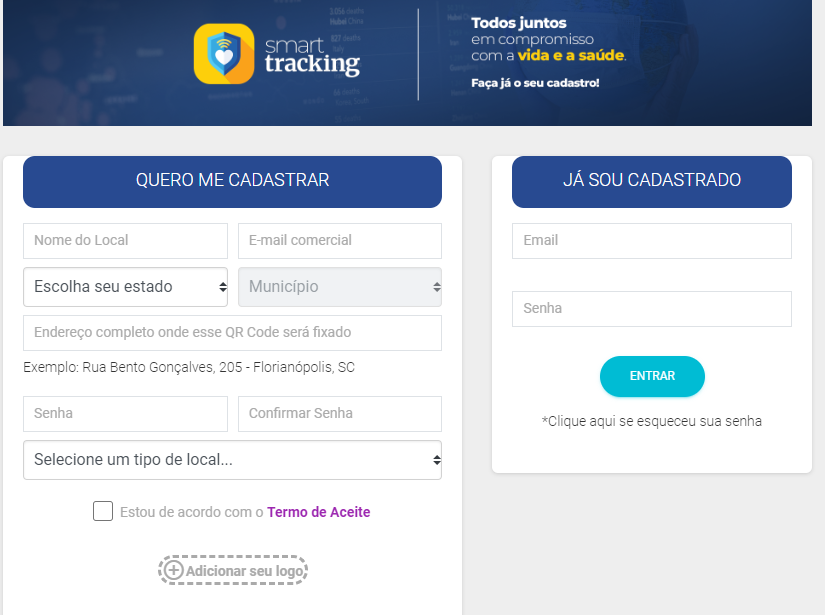 smart
tracking
Todos juntos
em compromisso
com a vida e a saúde.
Faça já o seu cadastro!
QUERO ME CADASTRAR
Nome do Local
E-mail comercial
Escolha seu estado
Município
Endereço completo onde esse QR Code será fixado
Exemplo: Rua Bento Gonçalves, 205 - Florianópolis, SC
Senha
Confirmar Senha
Selecione um tipo de local...
Estou de acordo com o Termo de Aceite
Adicionar seu logo
JÁ SOU CADASTRADO
Email
Senha
ENTRAR
*Clique aqui se esqueceu sua senha